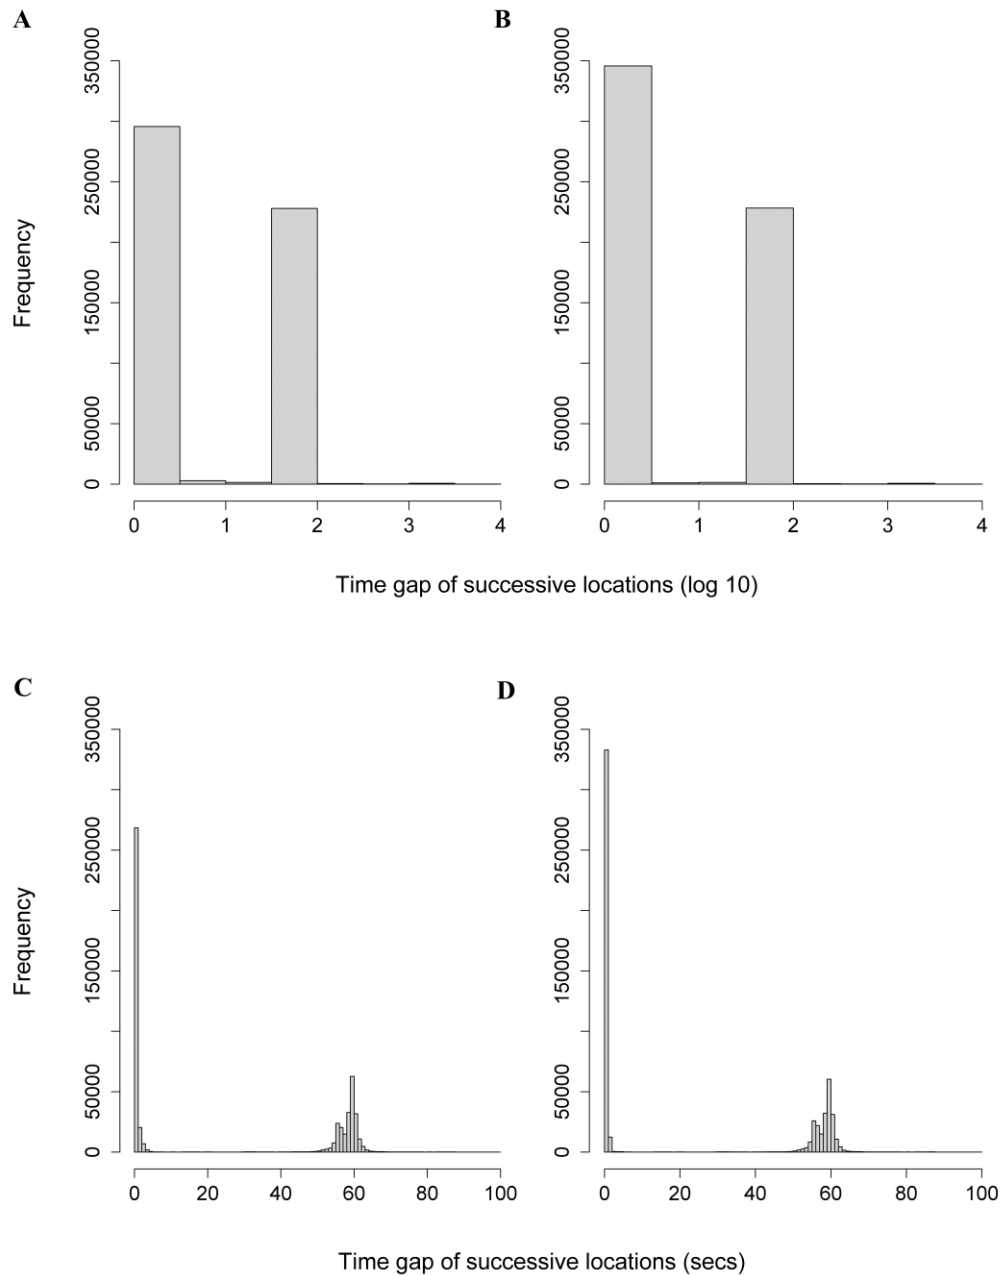 A
B
Frequency
350000
250000
150000
50000
0
350000
250000
150000
50000
0
0 1 2 3 4
0 1 2 3 4
Time gap of successive locations (log 10)
C
D
Frequency
350000
250000
150000
50000
0
350000
250000
150000
50000
0
0 20 40 60 80 100
0 20 40 60 80 100
Time gap of successive locations (secs)